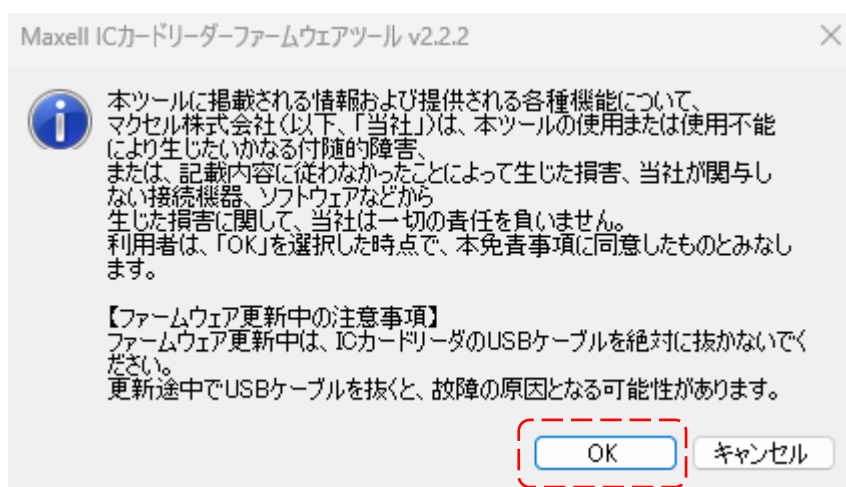 Maxell ICカードリーダーファームウェアツール v2.2.2
本ツールに掲載される情報および提供される各種機能について、
マクセル株式会社(以下、「当社」)は、本ツールの使用または使用不能
により生じたいかなる付随的障害、
または、記載内容に従わなかったことによって生じた損害、当社が関与し
ない接続機器、ソフトウェアなどから
生じた損害に関して、当社は一切の責任を負いません。
利用者は、「OK」を選択した時点で、本免責事項に同意したものとみなし
ます。
【ファームウェア更新中の注意事項】
ファームウェア更新中は、ICカードリーダのUSBケーブルを絶対に抜かないでく
ださい。
更新途中でUSBケーブルを抜くと、故障の原因となる可能性があります。
OK
キャンセル